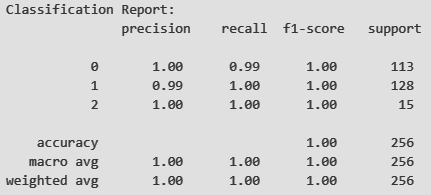 Classification Report:
precision recall f1-score support
0 1.00 0.99 1.00 113
1 0.99 1.00 1.00 128
2 1.00 1.00 1.00 15
accuracy 1.00 256
macro avg 1.00 1.00 1.00 256
weighted avg 1.00 1.00 1.00 256